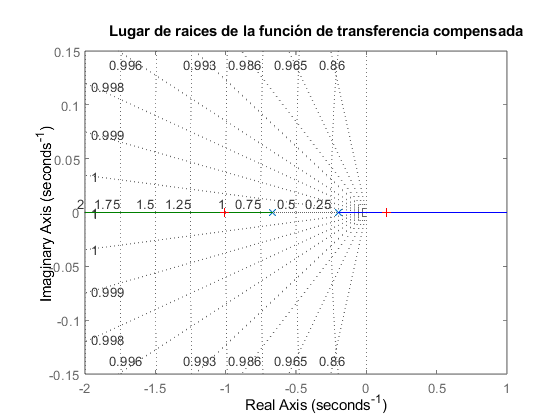 Lugar de raices de la función de transferencia compensada
0.15
0.996 0.993 0.986 0.965 0.86
0.1
0.998
0.999
0.05
1
2 1.75 1.5 1.25 1 0.75 0.5 0.25
0
1
1
-0.05
0.999
-0.1
0.998
0.996 0.993 0.986 0.965 0.86
-0.15
-2 -1.5 -1 -0.5 0 0.5 1
Real Axis (seconds⁻¹)
Imaginary Axis (seconds⁻¹)